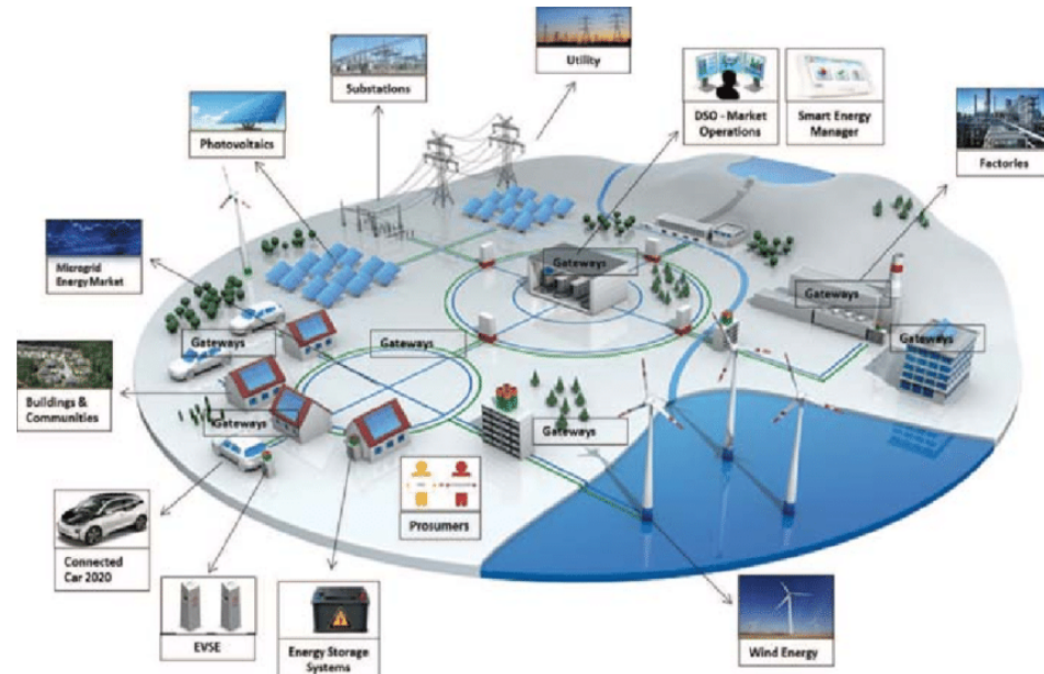 Utility
Substations
DSO - Market
Operations
Smart Energy
Manager
Photovoltaics
Factories
Gateways
Microgrid
Energy Market
Gateways
Gateways
Gateways
Gateways
Buildings &
Communities
Gateways
Gateways
Prosumers
Connected
Car 2020
EVSE
Energy Storage
Systems
Wind Energy